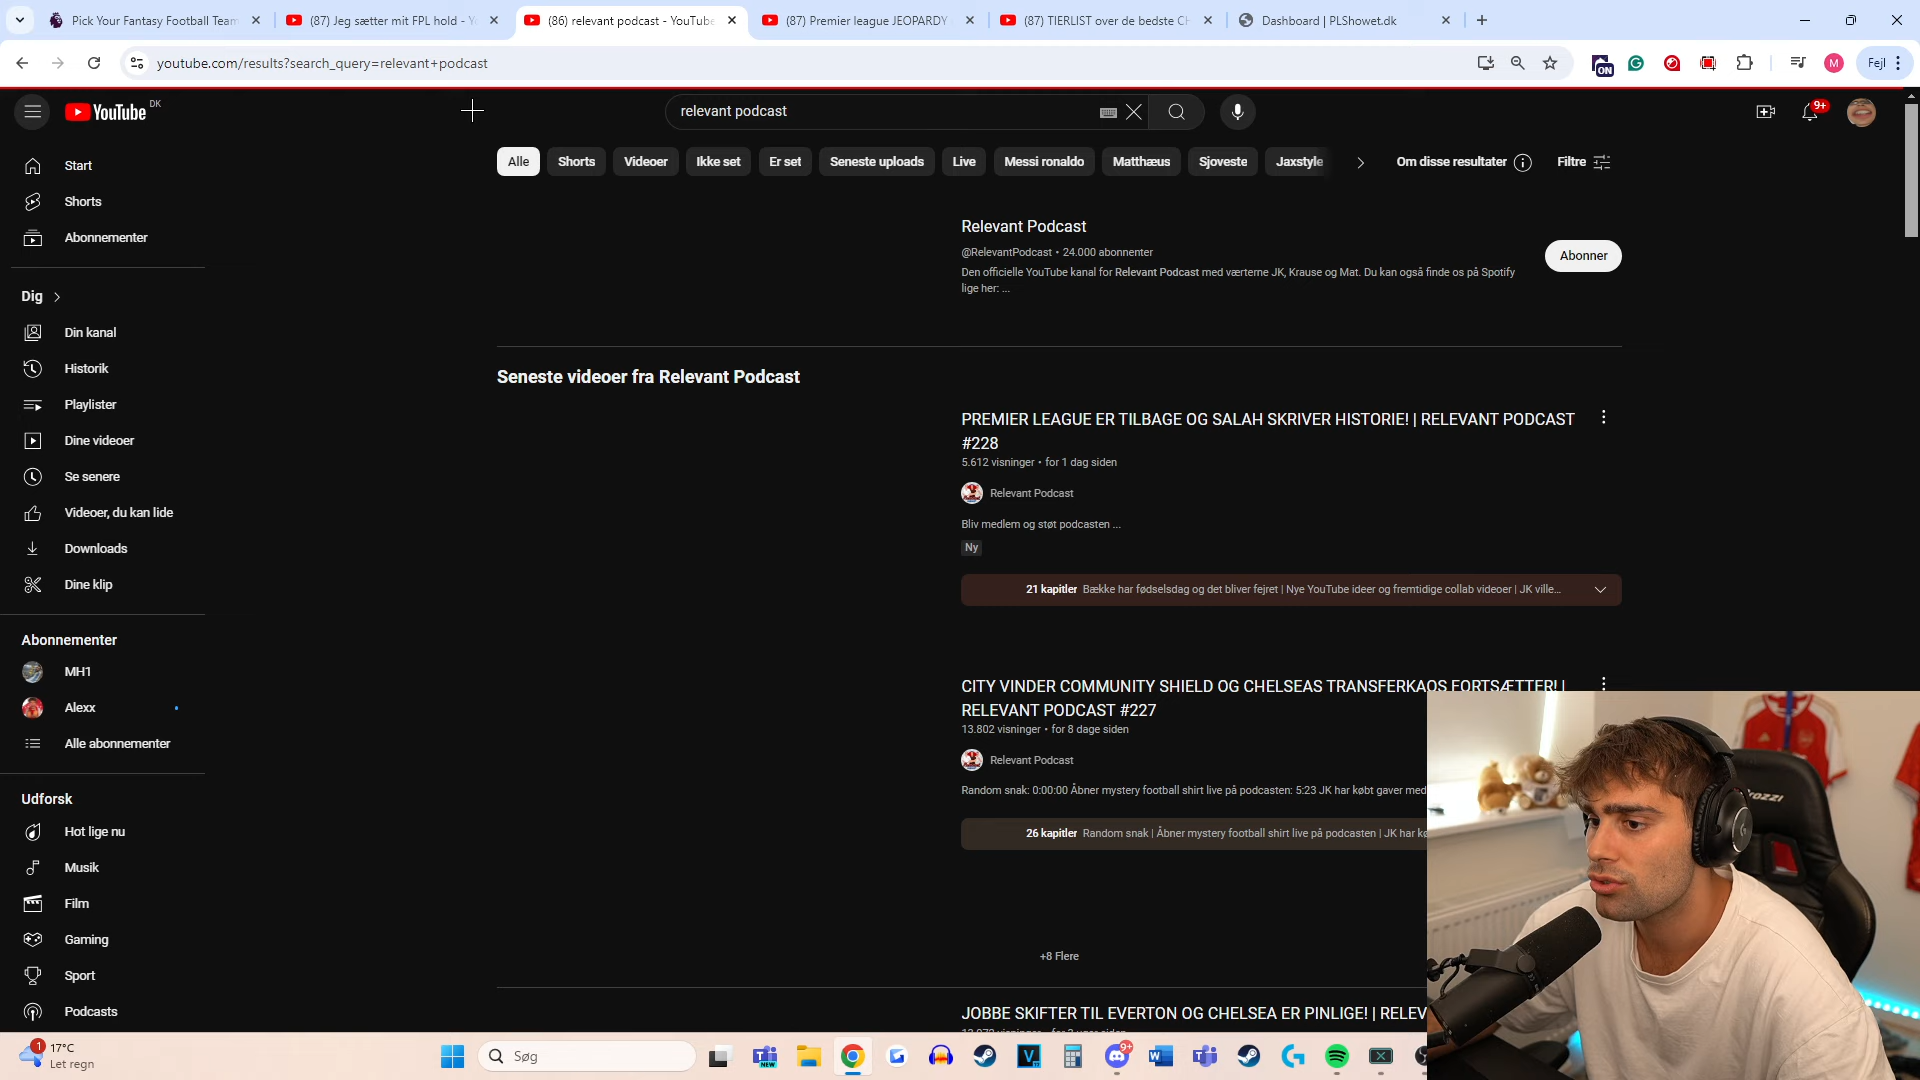 Pick Your Fantasy Football Team
(87) Jeg sætter mit FPL hold - Y
(86) relevant podcast - YouTube
(87) Premier league JEOPARDY
(87) TIERLIST over de bedste CH
Dashboard | PLShowet.dk
youtube.com/results?search_query=relevant+podcast
ON
M
Fejl
YouTube
DK
relevant podcast
9+
Alle
Shorts
Videoer
Ikke set
Er set
Seneste uploads
Live
Messi ronaldo
Matthæus
Sjoveste
Jaxstyle
Om disse resultater
Filtre
Start
Shorts
Abonnementer
Dig
Din kanal
Historik
Playlister
Dine videoer
Se senere
Videoer, du kan lide
Downloads
Dine klip
Abonnementer
MH1
Alexx
Alle abonnementer
Udforsk
Hot lige nu
Musik
Film
Gaming
Sport
Podcasts
Relevant Podcast
@RelevantPodcast • 24.000 abonnenter
Den officielle YouTube kanal for Relevant Podcast med værterne JK, Krause og Mat. Du kan også finde os på Spotify
lige her: ...
Abonner
Seneste videoer fra Relevant Podcast
PREMIER LEAGUE ER TILBAGE OG SALAH SKRIVER HISTORIE! | RELEVANT PODCAST
#228
5.612 visninger • for 1 dag siden
Relevant Podcast
Bliv medlem og støt podcasten ...
Ny
21 kapitler Bække har fødselsdag og det bliver fejret | Nye YouTube ideer og fremtidige collab videoer | JK ville...
CITY VINDER COMMUNITY SHIELD OG CHELSEAS TRANSFERKAOS FORTSÆTTER! |
RELEVANT PODCAST #227
13.802 visninger • for 8 dage siden
Relevant Podcast
Random snak: 0:00:00 Åbner mystery football shirt live på podcasten: 5:23 JK har købt gaver med
26 kapitler Random snak | Åbner mystery football shirt live på podcasten | JK har kø
+8 Flere
JOBBE SKIFTER TIL EVERTON OG CHELSEA ER PINLIGE! | RELEV
1
17°C
Let regn
Søg
NEW
9+